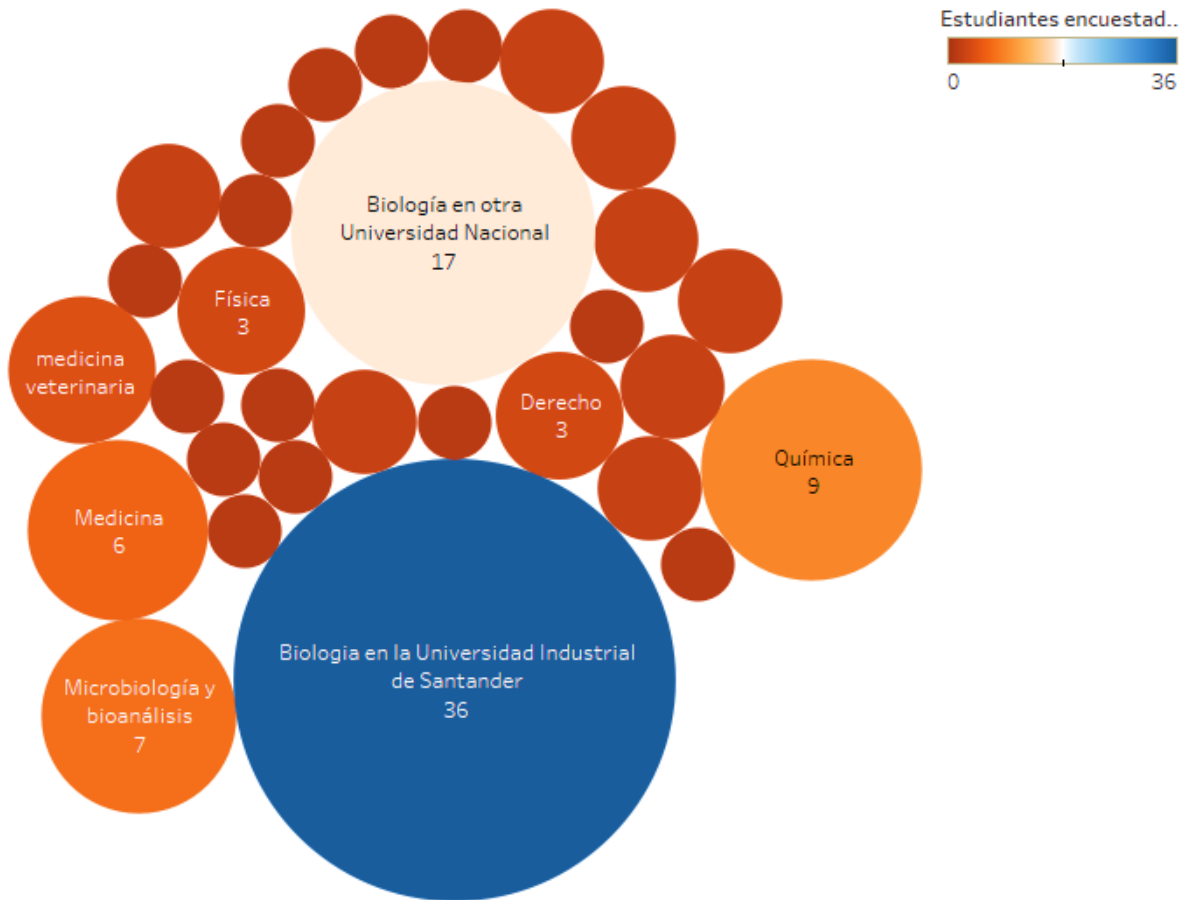 Estudiantes encuestad..
0 36
Biología en otra
Universidad Nacional
17
Física
3
medicina
veterinaria
Derecho
3
Química
9
Medicina
6
Biologia en la Universidad Industrial
de Santander
36
Microbiología y
bioanálisis
7